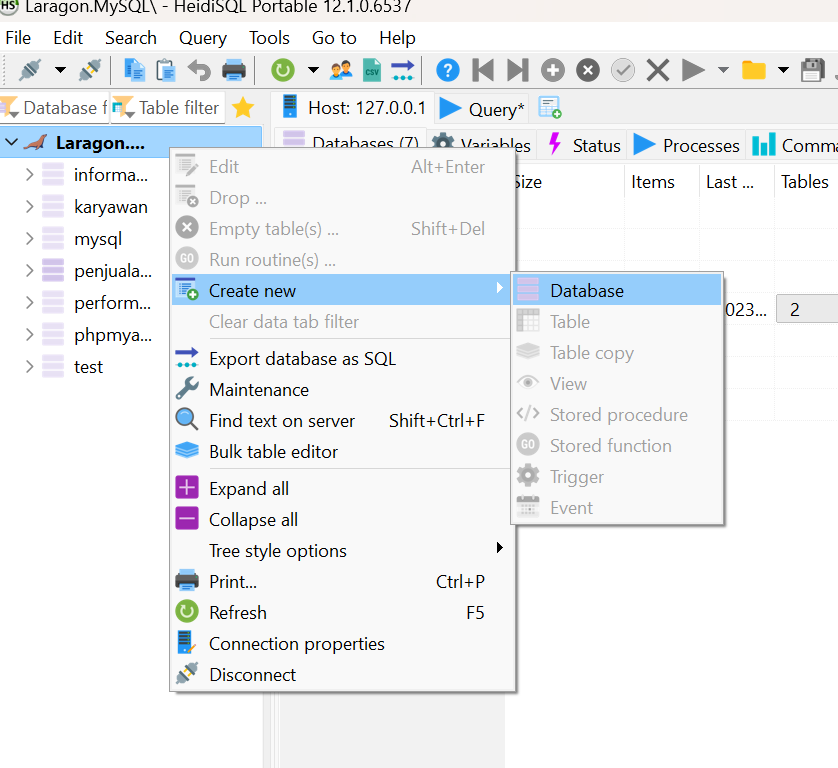 Laragon.MySQL\ - HeidiSQL Portable 12.1.0.6537
File Edit Search Query Tools Go to Help
Database f Table filter Host: 127.0.0.1 Query*
Laragon.... Databases (7) Variables Status Processes Comma
informa...
karyawan
mysql
penjuala...
perform...
phpmya...
test
Size Items Last ... Tables
023... 2
Edit Alt+Enter
Drop ...
Empty table(s) ... Shift+Del
Run routine(s) ...
Create new
Clear data tab filter
Export database as SQL
Maintenance
Find text on server Shift+Ctrl+F
Bulk table editor
Expand all
Collapse all
Tree style options
Print... Ctrl+P
Refresh F5
Connection properties
Disconnect
Database
Table
Table copy
View
Stored procedure
Stored function
Trigger
Event